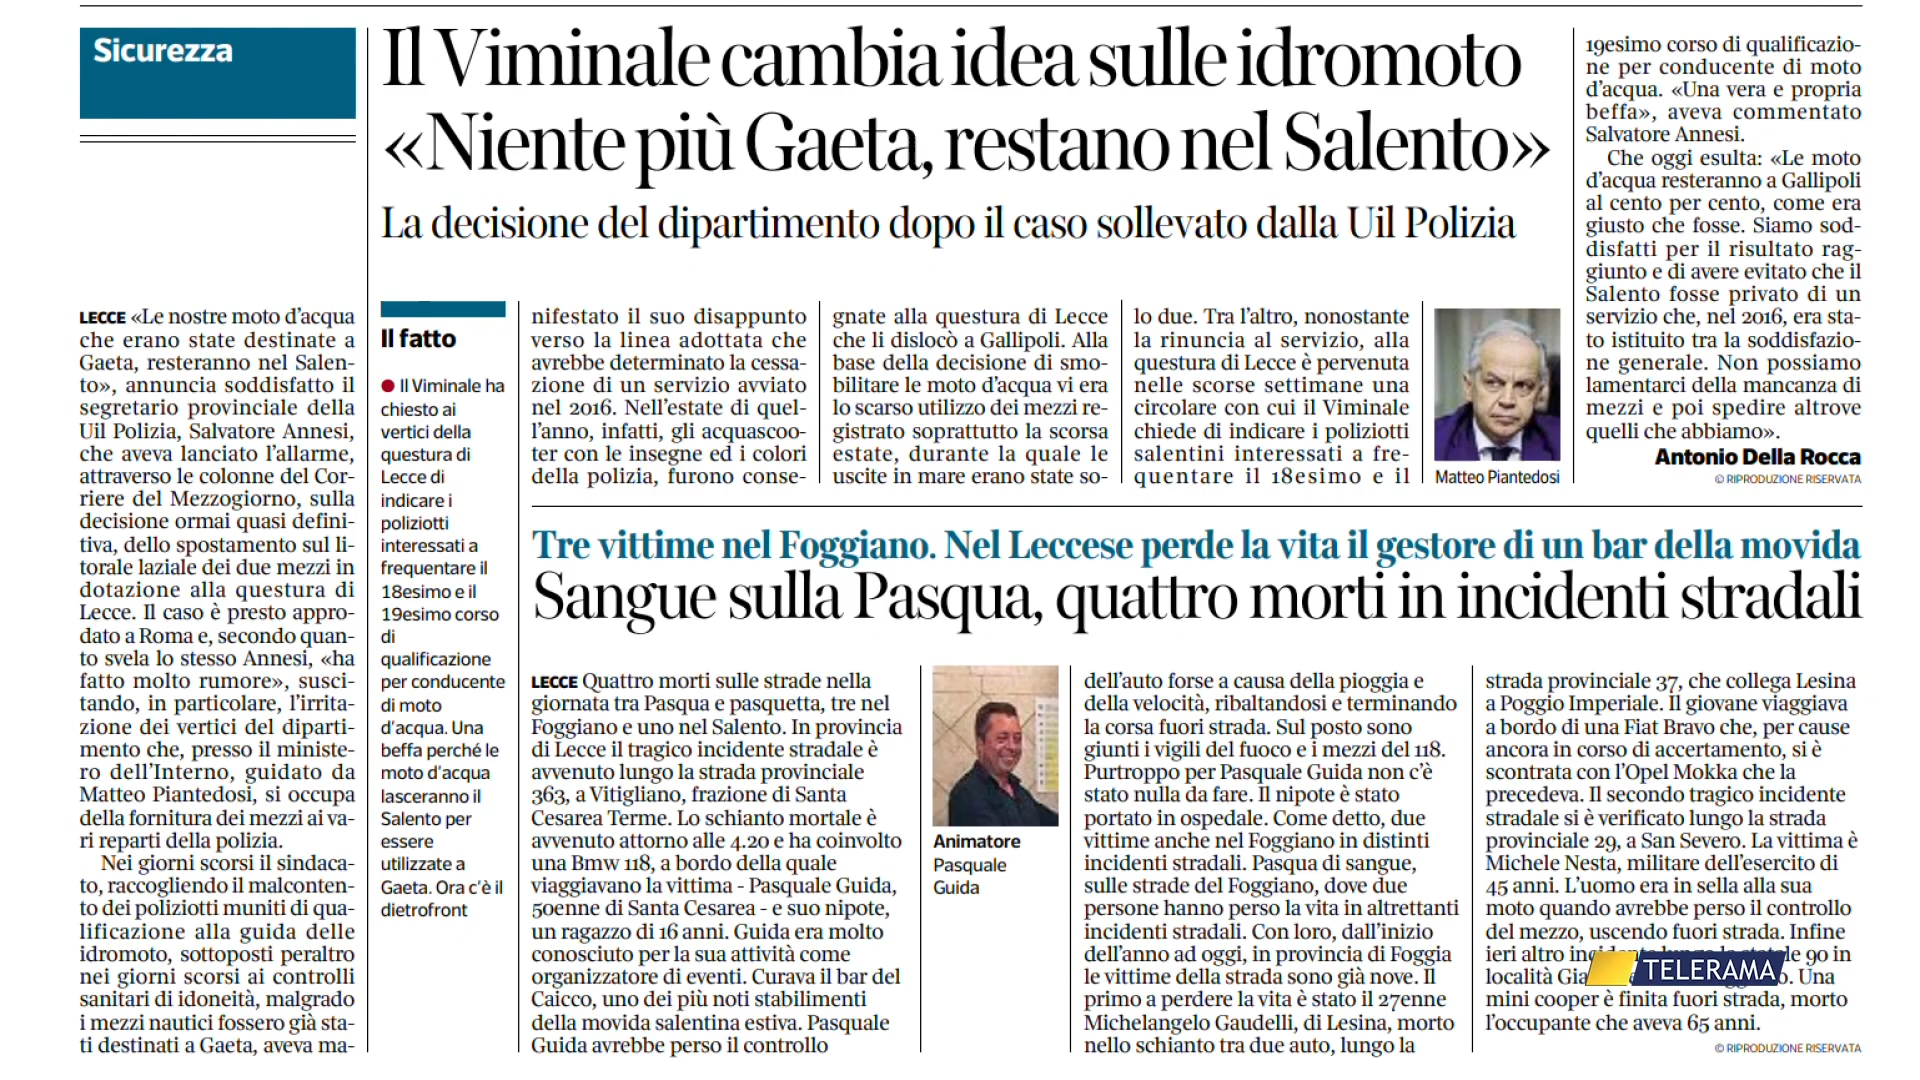 Sicurezza
Il Viminale cambia idea sulle idromoto
«Niente più Gaeta, restano nel Salento»
La decisione del dipartimento dopo il caso sollevato dalla Uil Polizia
LECCE «Le nostre moto d'acqua
che erano state destinate a
Gaeta, resteranno nel Salen-
to», annuncia soddisfatto il
segretario provinciale della
Uil Polizia, Salvatore Annesi,
che aveva lanciato l'allarme,
attraverso le colonne del Cor-
riere del Mezzogiorno, sulla
decisione ormai quasi defini-
tiva, dello spostamento sul li-
torale laziale dei due mezzi in
dotazione alla questura di
Lecce. Il caso è presto appro-
dato a Roma e, secondo quan-
to svela lo stesso Annesi, «ha
fatto molto rumore», susci-
tando, in particolare, l'irrita-
zione dei vertici del diparti-
mento che, presso il ministe-
ro dell'Interno, guidato da
Matteo Piantedosi, si occupa
della fornitura dei mezzi ai va-
ri reparti della polizia.
Nei giorni scorsi il sindaca-
to, raccogliendo il malconten-
to dei poliziotti muniti di qua-
lificazione alla guida delle
idromoto, sottoposti peraltro
nei giorni scorsi ai controlli
sanitari di idoneità, malgrado
i mezzi nautici fossero già sta-
ti destinati a Gaeta, aveva ma-
Il fatto
● Il Viminale ha
chiesto ai
vertici della
questura di
Lecce di
indicare i
poliziotti
interessati a
frequentare il
18esimo e il
19esimo corso
di
qualificazione
per conducente
di moto
d'acqua. Una
beffa perché le
moto d'acqua
lasceranno il
Salento per
essere
utilizzate a
Gaeta. Ora c'è il
dietrofront
nifestato il suo disappunto
verso la linea adottata che
avrebbe determinato la cessa-
zione di un servizio avviato
nel 2016. Nell'estate di quel-
l'anno, infatti, gli acquascoo-
ter con le insegne ed i colori
della polizia, furono conse-
gnate alla questura di Lecce
che li dislocò a Gallipoli. Alla
base della decisione di smo-
bilitare le moto d'acqua vi era
lo scarso utilizzo dei mezzi re-
gistrato soprattutto la scorsa
estate, durante la quale le
uscite in mare erano state so-
lo due. Tra l'altro, nonostante
la rinuncia al servizio, alla
questura di Lecce è pervenuta
nelle scorse settimane una
circolare con cui il Viminale
chiede di indicare i poliziotti
salentini interessati a fre-
quentare il 18esimo e il
Matteo Piantedosi
19esimo corso di qualificazio-
ne per conducente di moto
d'acqua. «Una vera e propria
beffa», aveva commentato
Salvatore Annesi.
Che oggi esulta: «Le moto
d'acqua resteranno a Gallipoli
al cento per cento, come era
giusto che fosse. Siamo sod-
disfatti per il risultato rag-
giunto e di avere evitato che il
Salento fosse privato di un
servizio che, nel 2016, era sta-
to istituito tra la soddisfazio-
ne generale. Non possiamo
lamentarci della mancanza di
mezzi e poi spedire altrove
quelli che abbiamo».
Antonio Della Rocca
© RIPRODUZIONE RISERVATA
Tre vittime nel Foggiano. Nel Leccese perde la vita il gestore di un bar della movida
Sangue sulla Pasqua, quattro morti in incidenti stradali
LECCE Quattro morti sulle strade nella
giornata tra Pasqua e pasquetta, tre nel
Foggiano e uno nel Salento. In provincia
di Lecce il tragico incidente stradale è
avvenuto lungo la strada provinciale
363, a Vitigliano, frazione di Santa
Cesarea Terme. Lo schianto mortale è
avvenuto attorno alle 4.20 e ha coinvolto
una Bmw 118, a bordo della quale
viaggiavano la vittima - Pasquale Guida,
50enne di Santa Cesarea - e suo nipote,
un ragazzo di 16 anni. Guida era molto
conosciuto per la sua attività come
organizzatore di eventi. Curava il bar del
Caicco, uno dei più noti stabilimenti
della movida salentina estiva. Pasquale
Guida avrebbe perso il controllo
Animatore
Pasquale
Guida
dell'auto forse a causa della pioggia e
della velocità, ribaltandosi e terminando
la corsa fuori strada. Sul posto sono
giunti i vigili del fuoco e i mezzi del 118.
Purtroppo per Pasquale Guida non c'è
stato nulla da fare. Il nipote è stato
portato in ospedale. Come detto, due
vittime anche nel Foggiano in distinti
incidenti stradali. Pasqua di sangue,
sulle strade del Foggiano, dove due
persone hanno perso la vita in altrettanti
incidenti stradali. Con loro, dall'inizio
dell'anno ad oggi, in provincia di Foggia
le vittime della strada sono già nove. Il
primo a perdere la vita è stato il 27enne
Michelangelo Gaudelli, di Lesina, morto
nello schianto tra due auto, lungo la
strada provinciale 37, che collega Lesina
a Poggio Imperiale. Il giovane viaggiava
a bordo di una Fiat Bravo che, per cause
ancora in corso di accertamento, si è
scontrata con l'Opel Mokka che la
precedeva. Il secondo tragico incidente
stradale si è verificato lungo la strada
provinciale 29, a San Severo. La vittima è
Michele Nesta, militare dell'esercito di
45 anni. L'uomo era in sella alla sua
moto quando avrebbe perso il controllo
del mezzo, uscendo fuori strada. Infine
ieri altro incidente lungo la statale 90 in
località Una
mini cooper è finita fuori strada, morto
l'occupante che aveva 65 anni.
© RIPRODUZIONE RISERVATA
TELERAMA